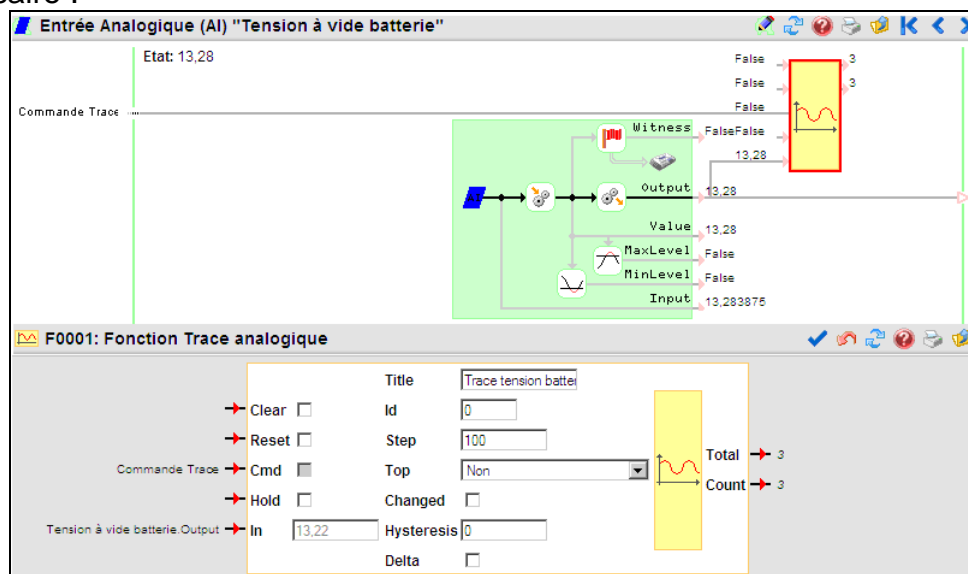 Entrée Analogique (AI) "Tension à vide batterie"
Etat: 13,28
False
3
False
3
Commande Trace
False
Witness
FalseFalse
13,28
Output
13,28
Value
13,28
MaxLevel
False
MinLevel
False
Input
13,283875
F0001: Fonction Trace analogique
Title
Trace tension batte
Clear
Id
0
Reset
Step
100
Commande Trace
Cmd
Top
Non
Total
3
Hold
Changed
Count
3
Tension à vide batterie.Output
In
13,22
Hysteresis
0
Delta